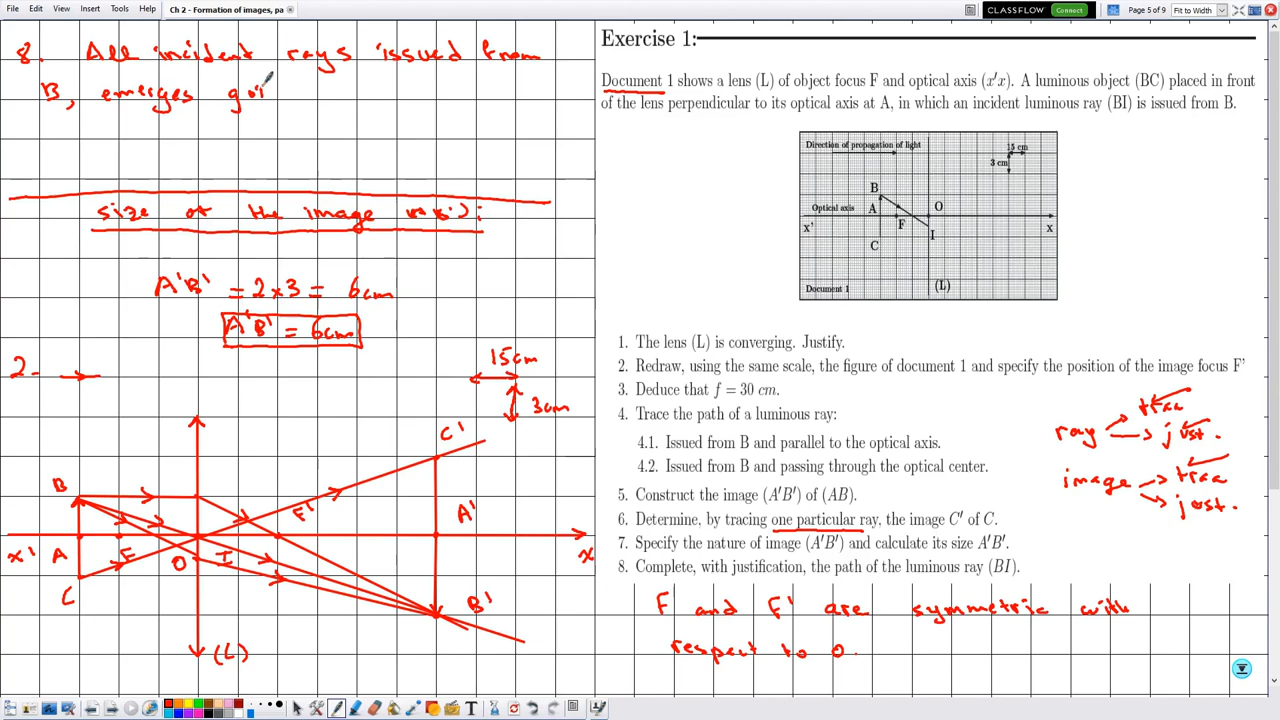 File Edit View Insert Tools Help
Ch 2 - Formation of images, pa
CLASSFLOW Connect
Page 5 of 9
Fit to Width
8. All incident rays issued from
B, emerges goi
size of the image
A'B' = 2 x 3 = 6cm
A'B' = 6cm
2-
15cm
3cm
C'
B
F'
A'
x' A F O I x
C
B'
(L)
Exercise 1:
Document 1 shows a lens (L) of object focus F and optical axis (x'x). A luminous object (BC) placed in front
of the lens perpendicular to its optical axis at A, in which an incident luminous ray (BI) is issued from B.
Direction of propagation of light
15 cm
3 cm
B
Optical axis A O
x' F I x
C
Document 1 (L)
1. The lens (L) is converging. Justify.
2. Redraw, using the same scale, the figure of document 1 and specify the position of the image focus F'
3. Deduce that f = 30 cm.
4. Trace the path of a luminous ray:
4.1. Issued from B and parallel to the optical axis.
4.2. Issued from B and passing through the optical center.
5. Construct the image (A'B') of (AB).
6. Determine, by tracing one particular ray, the image C' of C.
7. Specify the nature of image (A'B') and calculate its size A'B'.
8. Complete, with justification, the path of the luminous ray (BI).
ray trac
just.
image trac
just.
F and F' are symmetric with
respect to O.
T